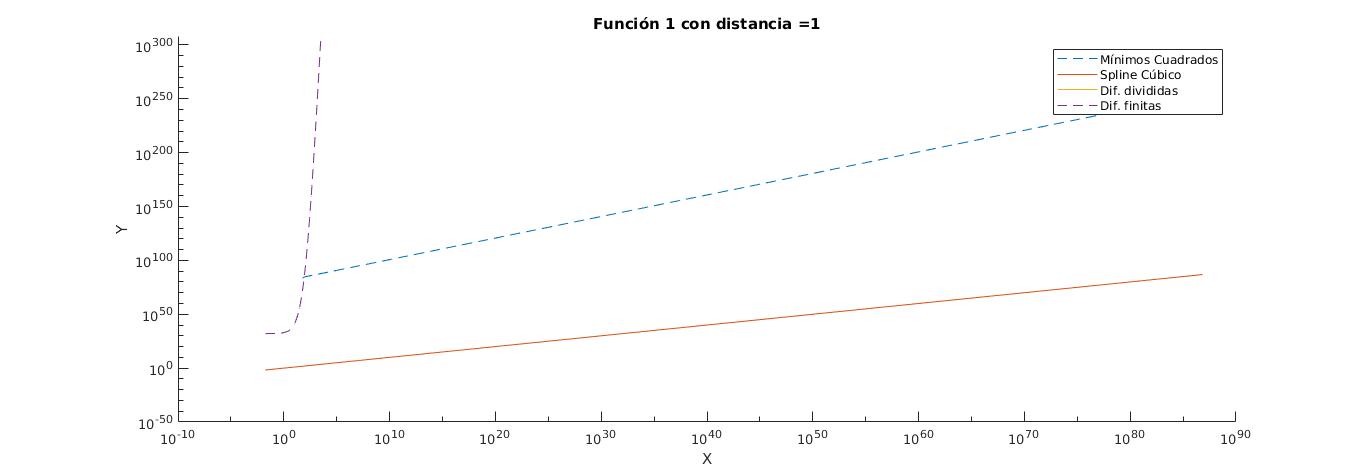 Función 1 con distancia =1
10^300
10^250
10^200
10^150
10^100
10^50
10^0
10^-50
Y
Mínimos Cuadrados
Spline Cúbico
Dif. divididas
Dif. finitas
10^-10
10^0
10^10
10^20
10^30
10^40
10^50
10^60
10^70
10^80
10^90
X